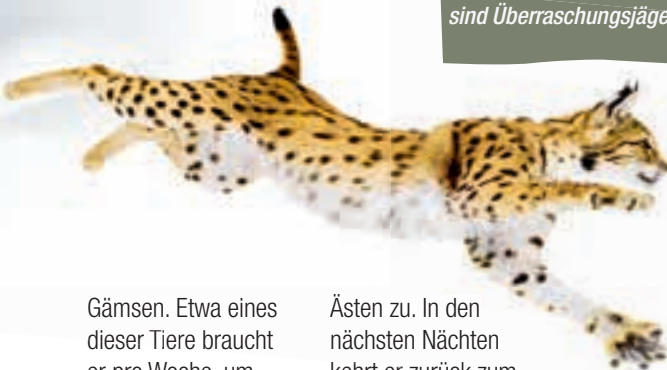 sind Überraschungsjäge
Gämsen. Etwa eines
dieser Tiere braucht
er pro Woche, um
Ästen zu. In den
nächsten Nächten
kehrt er zurück zum